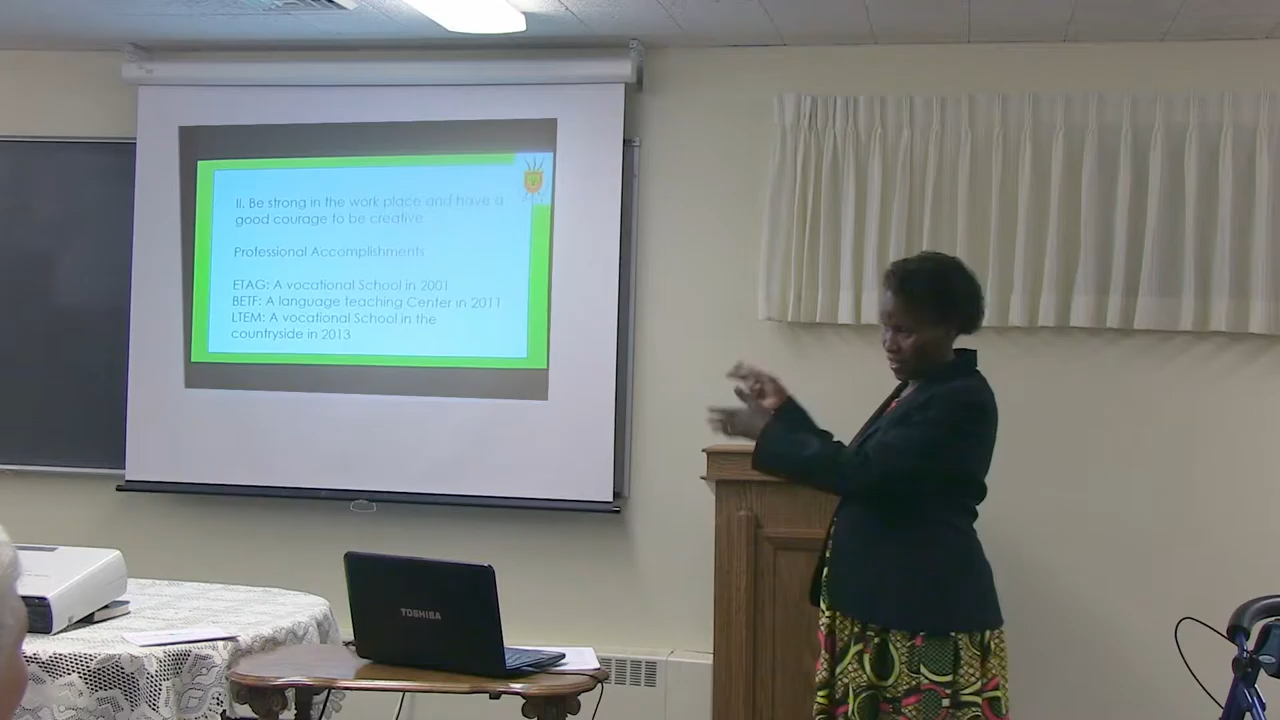 II. Be strong in the work place and have a
good courage to be creative
Professional Accomplishments
ETAG: A vocational School in 2001
BETF: A language teaching Center in 2011
LTEM: A vocational School in the
countryside in 2013
TOSHIBA